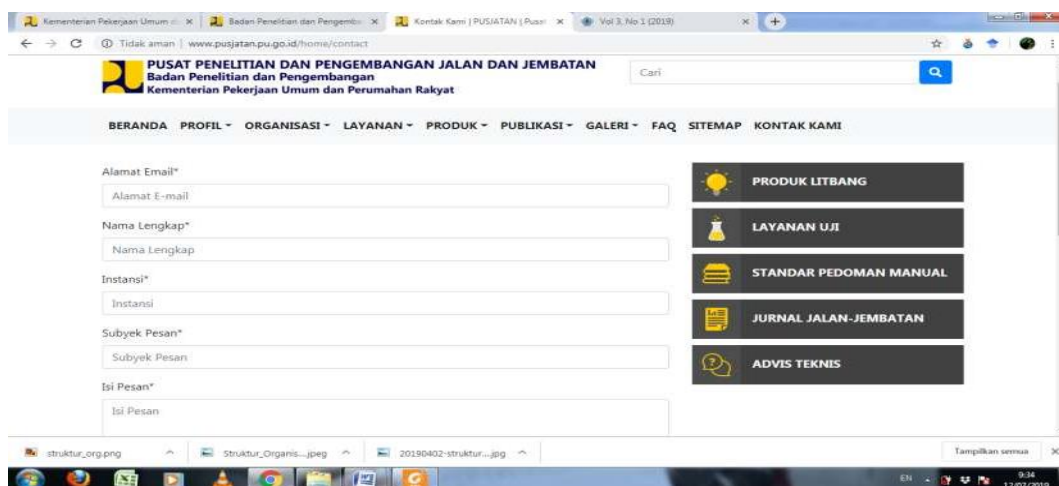 Kementerian Pekerjaan Umum
Badan Penelitian dan Pengemb
Kontak Kami | PUSJATAN | Pusat
Vol 3, No 1 (2019)
Tidak aman | www.pusjatan.pu.go.id/home/contact
PUSAT PENELITIAN DAN PENGEMBANGAN JALAN DAN JEMBATAN
Badan Penelitian dan Pengembangan
Kementerian Pekerjaan Umum dan Perumahan Rakyat
Cari
BERANDA PROFIL ORGANISASI LAYANAN PRODUK PUBLIKASI GALERI FAQ SITEMAP KONTAK KAMI
Alamat Email*
Alamat E-mail
Nama Lengkap*
Nama Lengkap
Instansi*
Instansi
Subyek Pesan*
Subyek Pesan
Isi Pesan*
Isi Pesan
PRODUK LITBANG
LAYANAN UJI
STANDAR PEDOMAN MANUAL
JURNAL JALAN-JEMBATAN
ADVIS TEKNIS
struktur_org.png
Struktur_Organis....jpeg
20190402-struktur....jpg
Tampilkan semua
EN
9:34
12/07/2019